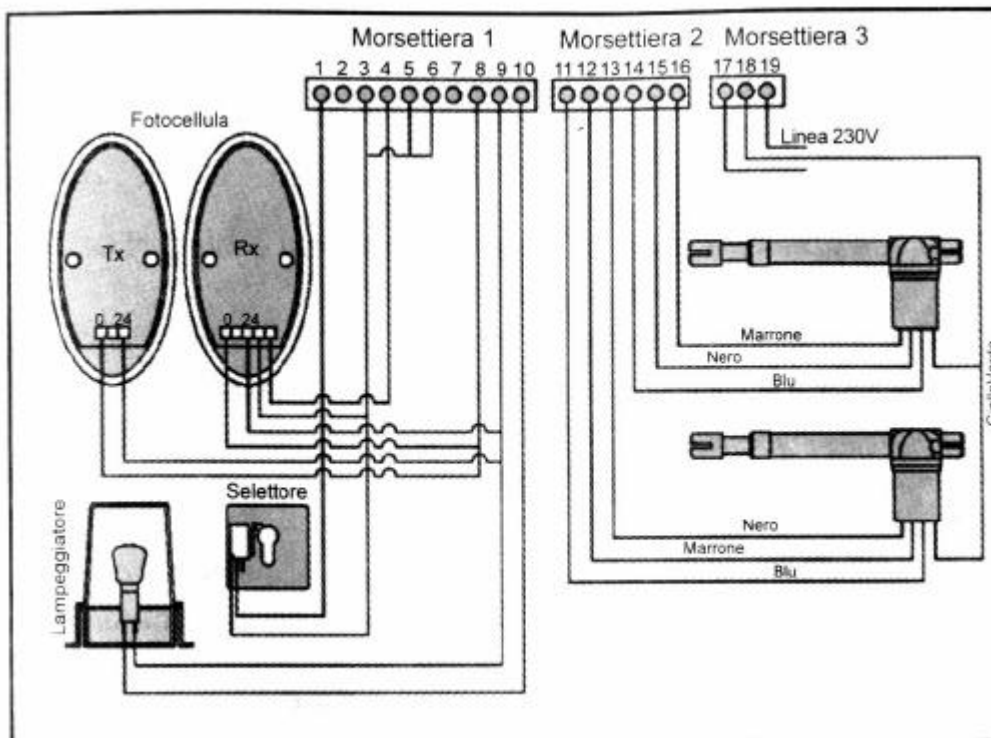 Morsettiera 1
Morsettiera 2
Morsettiera 3
1 2 3 4 5 6 7 8 9 10
11 12 13 14 15 16
17 18 19
Linea 230V
Fotocellula
Tx
Rx
0 24
0 24
Marrone
Nero
Blu
Selettore
Lampeggiatore
Nero
Marrone
Blu